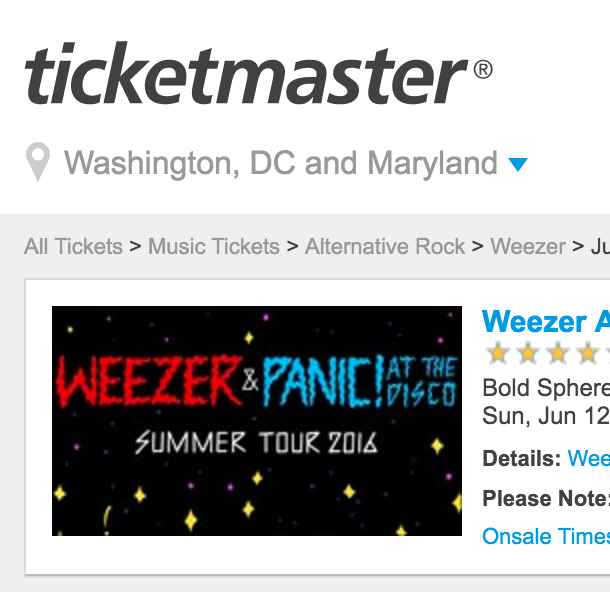 ticketmaster®
Washington, DC and Maryland
All Tickets > Music Tickets > Alternative Rock > Weezer > Ju
WEEZER & PANIC! AT THE DISCO
SUMMER TOUR 2016
Weezer A
Bold Sphere
Sun, Jun 12
Details: Wee
Please Note:
Onsale Times